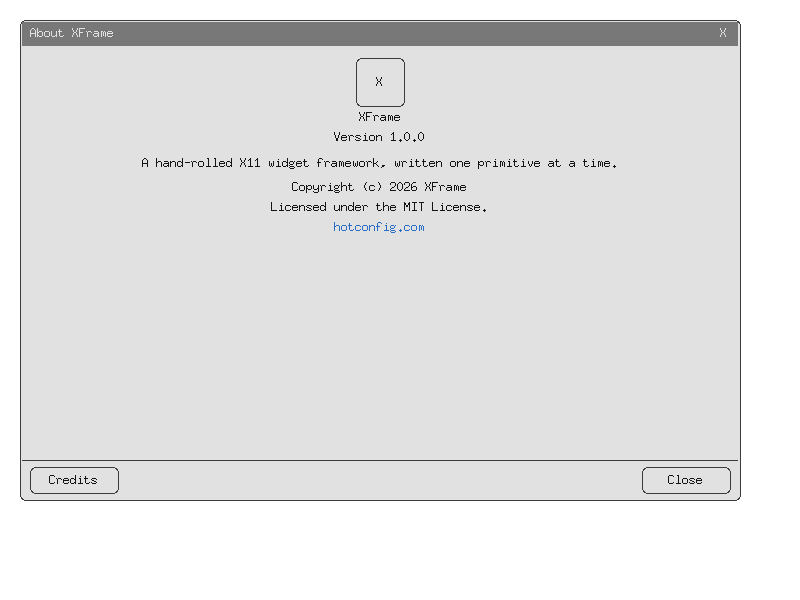 About XFrame X
X
XFrame
Version 1.0.0
A hand-rolled X11 widget framework, written one primitive at a time.
Copyright (c) 2026 XFrame
Licensed under the MIT License.
hotconfig.com
Credits Close